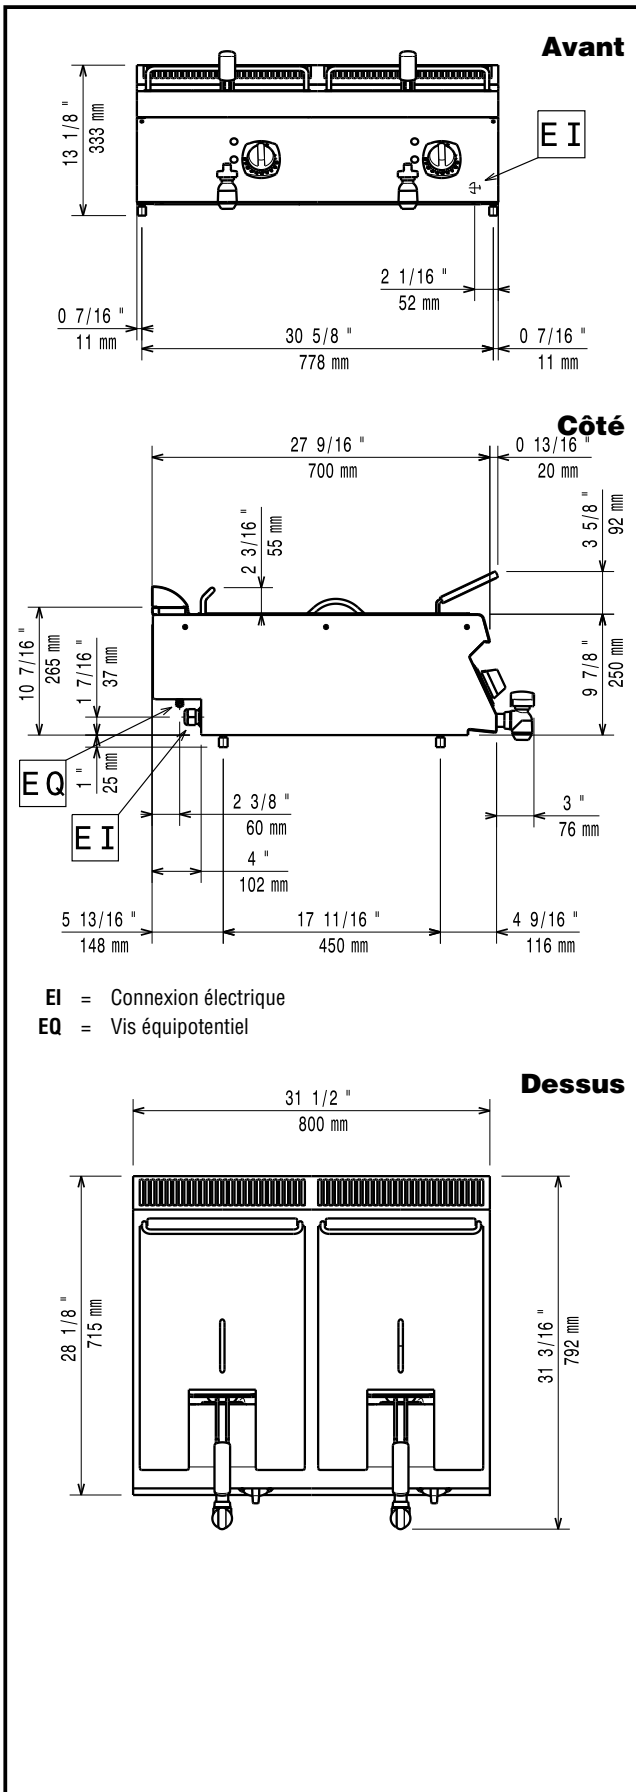 Avant
13 1/8 "
333 mm
EI
2 1/16 "
52 mm
0 7/16 "
11 mm
30 5/8 "
778 mm
0 7/16 "
11 mm
Côté
27 9/16 "
700 mm
0 13/16 "
20 mm
2 3/16 "
55 mm
3 5/8 "
92 mm
10 7/16 "
265 mm
1 7/16 "
37 mm
9 7/8 "
250 mm
EQ
1 "
25 mm
EI
2 3/8 "
60 mm
3 "
76 mm
4 "
102 mm
5 13/16 "
148 mm
17 11/16 "
450 mm
4 9/16 "
116 mm
EI = Connexion électrique
EQ = Vis équipotentiel
Dessus
31 1/2 "
800 mm
28 1/8 "
715 mm
31 3/16 "
792 mm